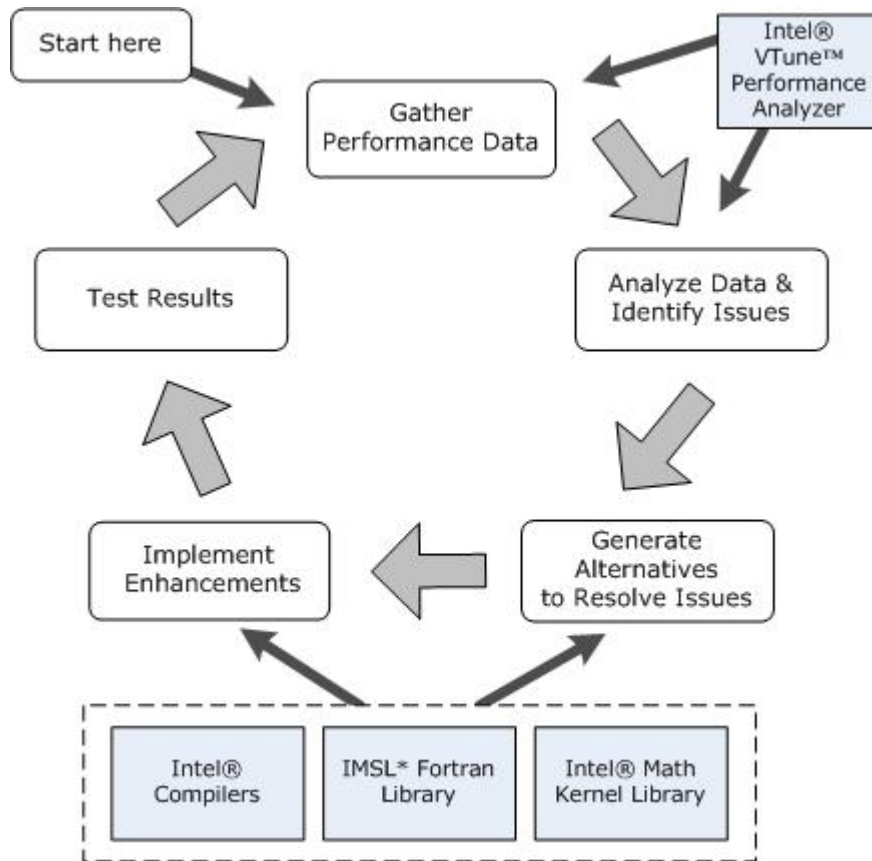 Start here
Intel®
VTune™
Performance
Analyzer
Gather
Performance Data
Test Results
Analyze Data &
Identify Issues
Implement
Enhancements
Generate
Alternatives
to Resolve Issues
Intel®
Compilers
IMSL* Fortran
Library
Intel® Math
Kernel Library